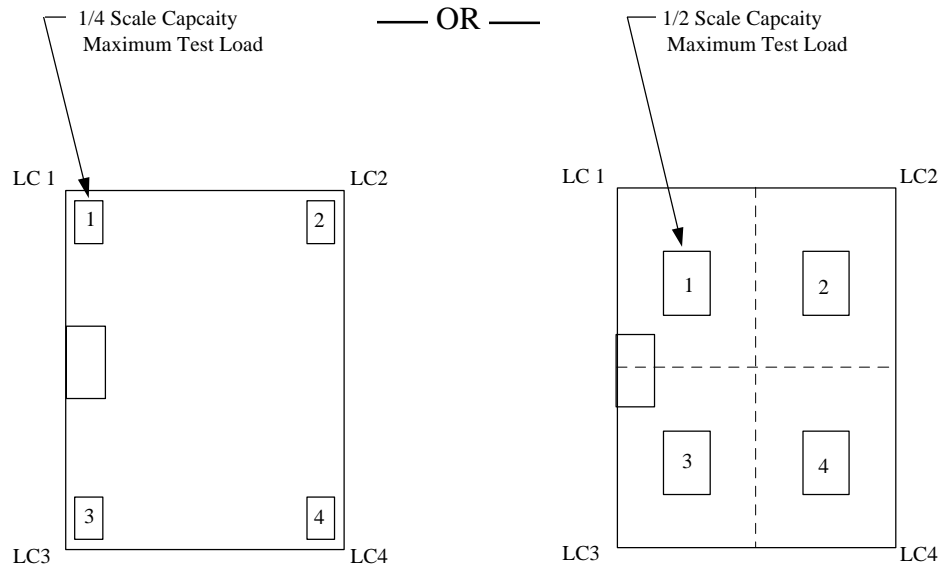 1/4 Scale Capcaity
Maximum Test Load
OR
1/2 Scale Capcaity
Maximum Test Load
LC 1
LC2
1
2
3
4
LC3
LC4
LC 1
LC2
1
2
3
4
LC3
LC4